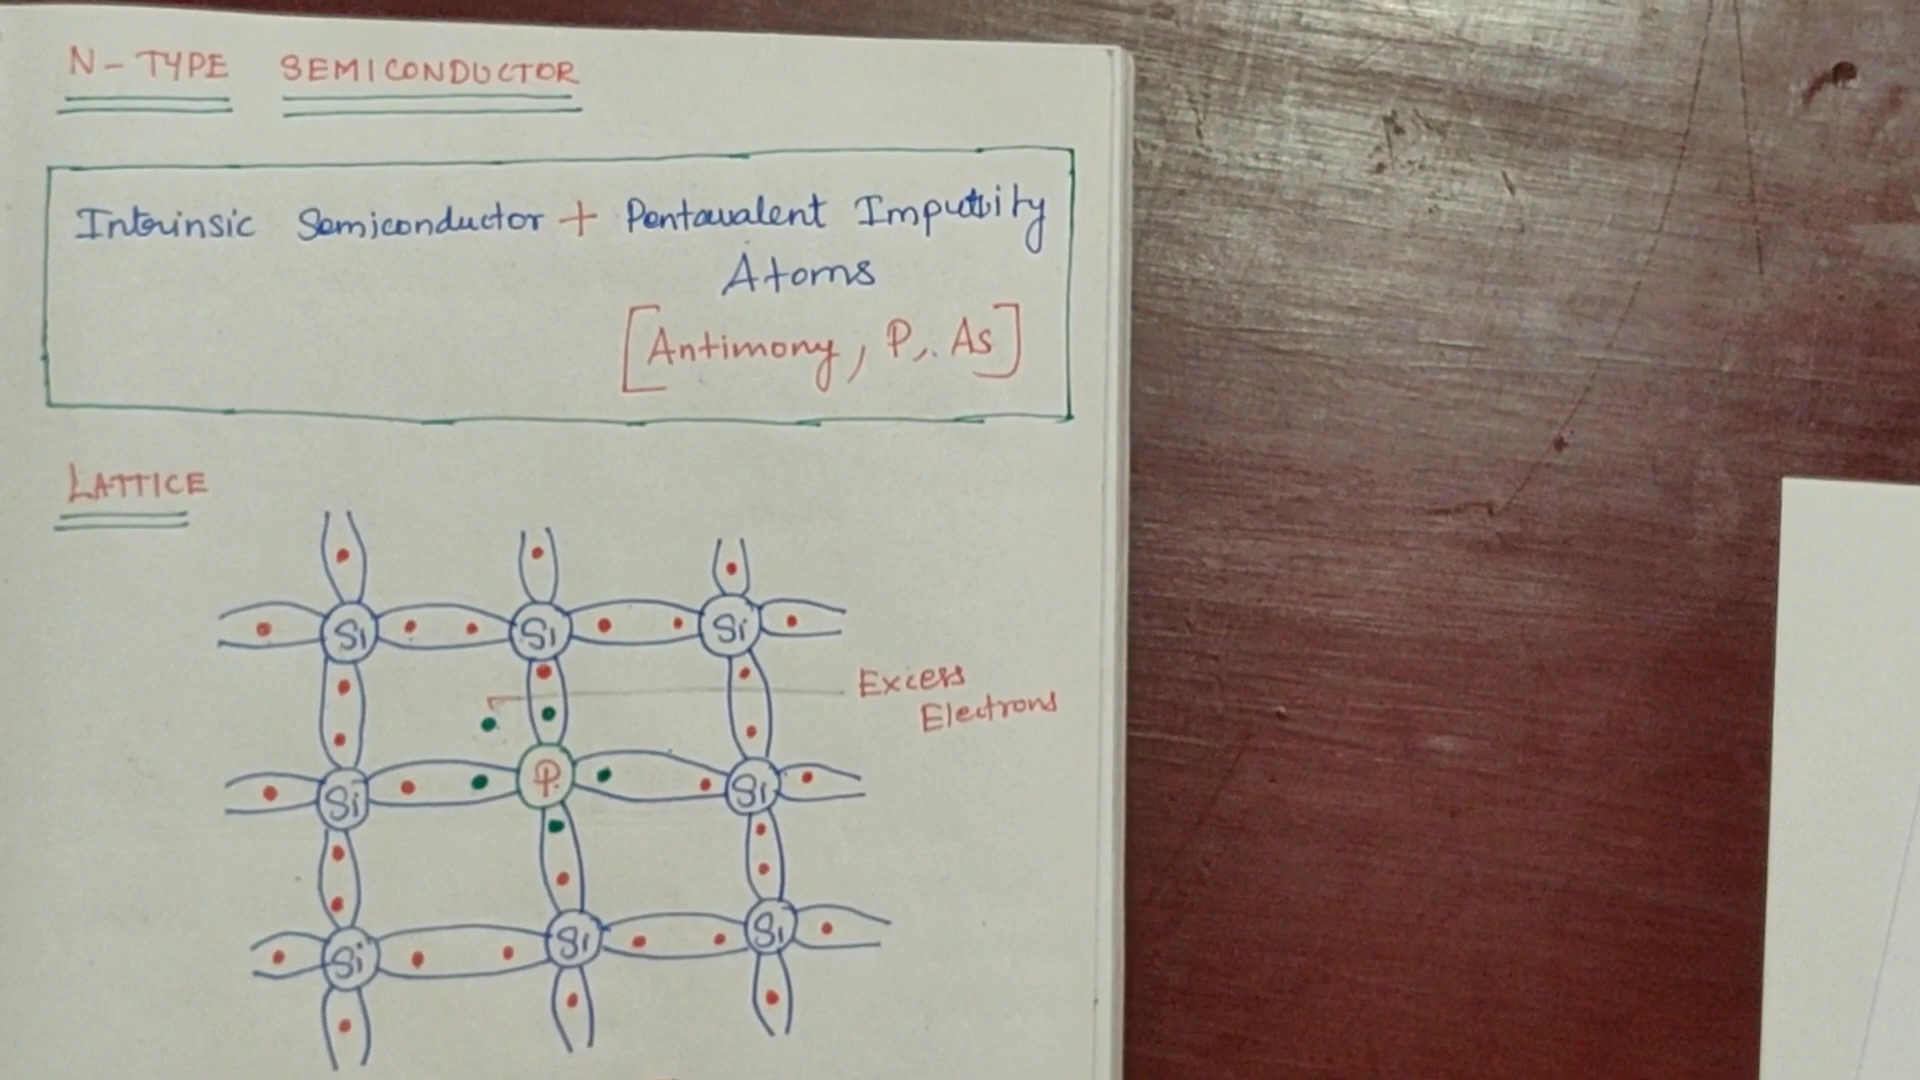 N - TYPE SEMICONDUCTOR
Intrinsic Semiconductor + Pentavalent Impurity
Atoms
[Antimony, P, As]
LATTICE
Si Si Si
Excess
Electrons
Si P Si
Si Si Si